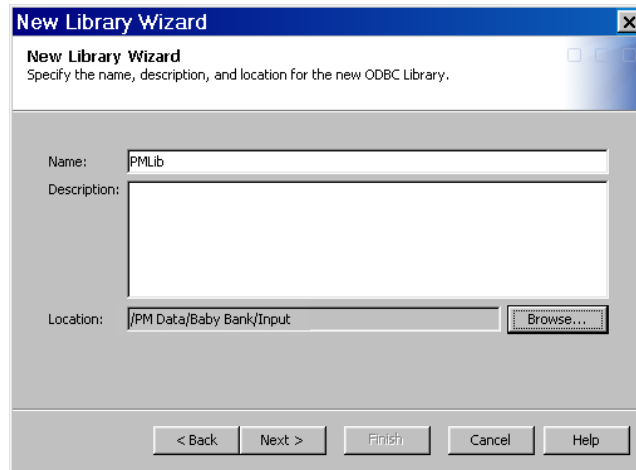 New Library Wizard
New Library Wizard
Specify the name, description, and location for the new ODBC Library.
Name: PMLib
Description:
Location: /PM Data/Baby Bank/Input Browse...
< Back Next > Finish Cancel Help